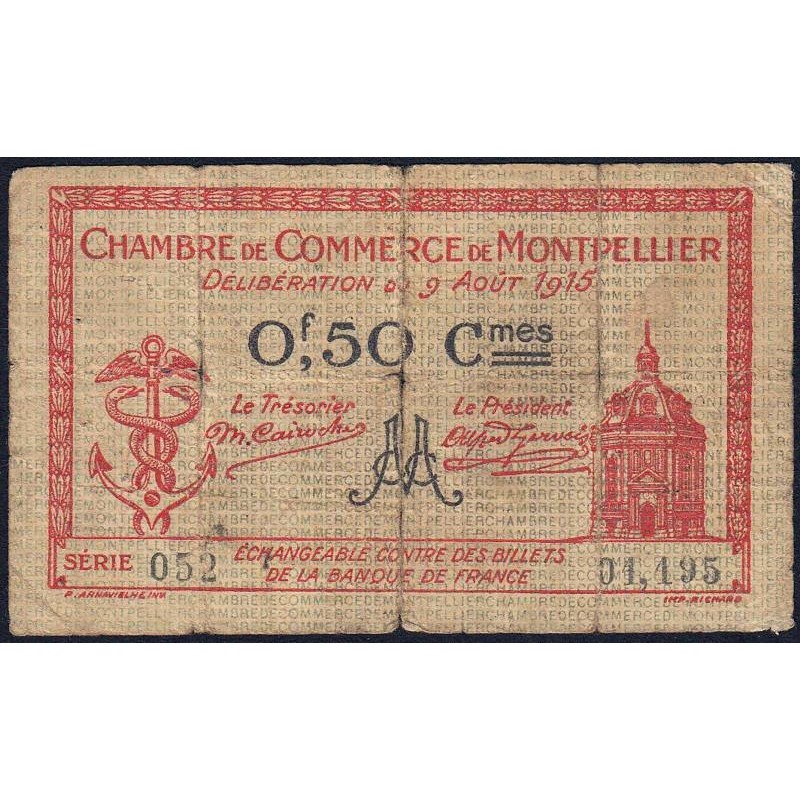 CHAMBRE DE COMMERCE DE MONTPELLIER
DÉLIBÉRATION DU 9 AOÛT 1915
0f,50 Cmes
Le Trésorier
Le Président
SÉRIE 052
ÉCHANGEABLE CONTRE DES BILLETS
DE LA BANQUE DE FRANCE
01,195
P. ARNAVIELHE INV
IMP. RICHARD